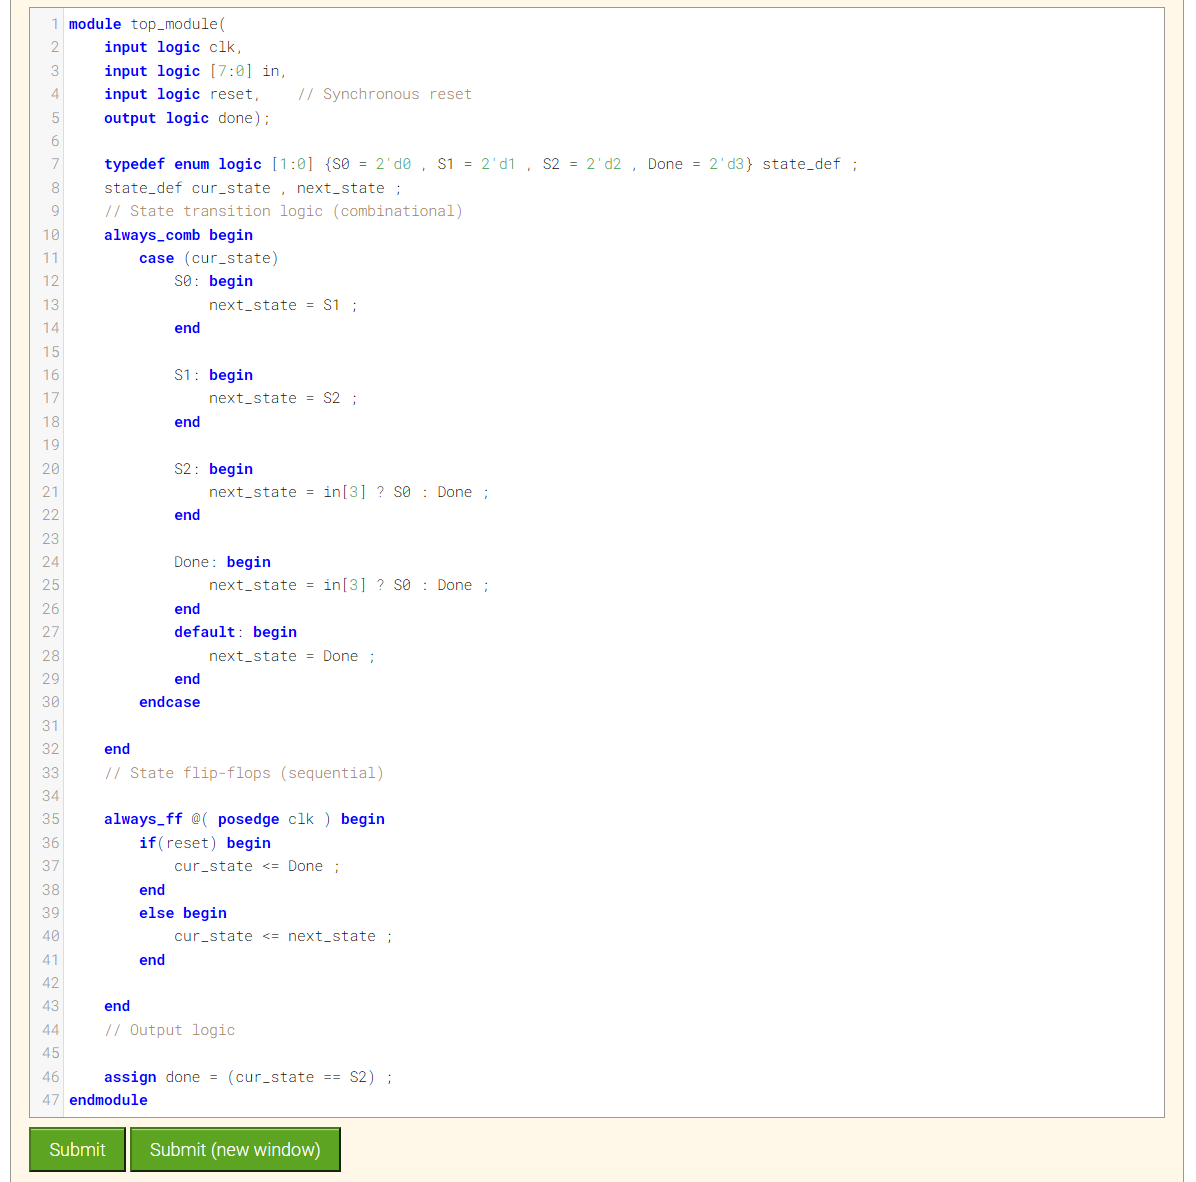 1 module top_module(
2 input logic clk,
3 input logic [7:0] in,
4 input logic reset,    // Synchronous reset
5 output logic done);
6
7 typedef enum logic [1:0] {S0 = 2'd0 , S1 = 2'd1 , S2 = 2'd2 , Done = 2'd3} state_def ;
8 state_def cur_state , next_state ;
9 // State transition logic (combinational)
10 always_comb begin
11 case (cur_state)
12 S0: begin
13 next_state = S1 ;
14 end
15
16 S1: begin
17 next_state = S2 ;
18 end
19
20 S2: begin
21 next_state = in[3] ? S0 : Done ;
22 end
23
24 Done: begin
25 next_state = in[3] ? S0 : Done ;
26 end
27 default: begin
28 next_state = Done ;
29 end
30 endcase
31
32 end
33 // State flip-flops (sequential)
34
35 always_ff @( posedge clk ) begin
36 if(reset) begin
37 cur_state <= Done ;
38 end
39 else begin
40 cur_state <= next_state ;
41 end
42
43 end
44 // Output logic
45
46 assign done = (cur_state == S2) ;
47 endmodule
Submit Submit (new window)